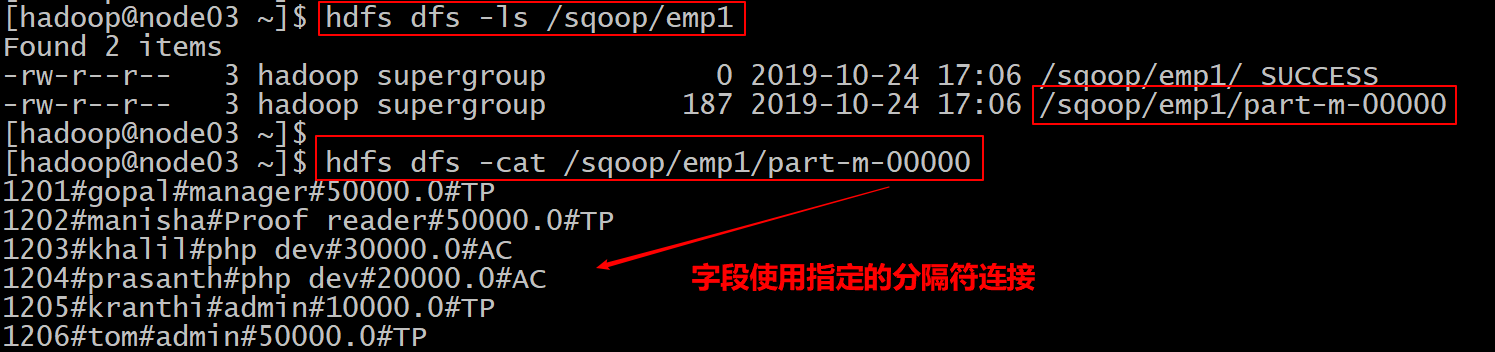 [hadoop@node03 ~]$ hdfs dfs -ls /sqoop/emp1
Found 2 items
-rw-r--r--   3 hadoop supergroup          0 2019-10-24 17:06 /sqoop/emp1/_SUCCESS
-rw-r--r--   3 hadoop supergroup        187 2019-10-24 17:06 /sqoop/emp1/part-m-00000
[hadoop@node03 ~]$
[hadoop@node03 ~]$ hdfs dfs -cat /sqoop/emp1/part-m-00000
1201#gopal#manager#50000.0#TP
1202#manisha#Proof reader#50000.0#TP
1203#khalil#php dev#30000.0#AC
1204#prasanth#php dev#20000.0#AC
字段使用指定的分隔符连接
1205#kranthi#admin#10000.0#TP
1206#tom#admin#50000.0#TP